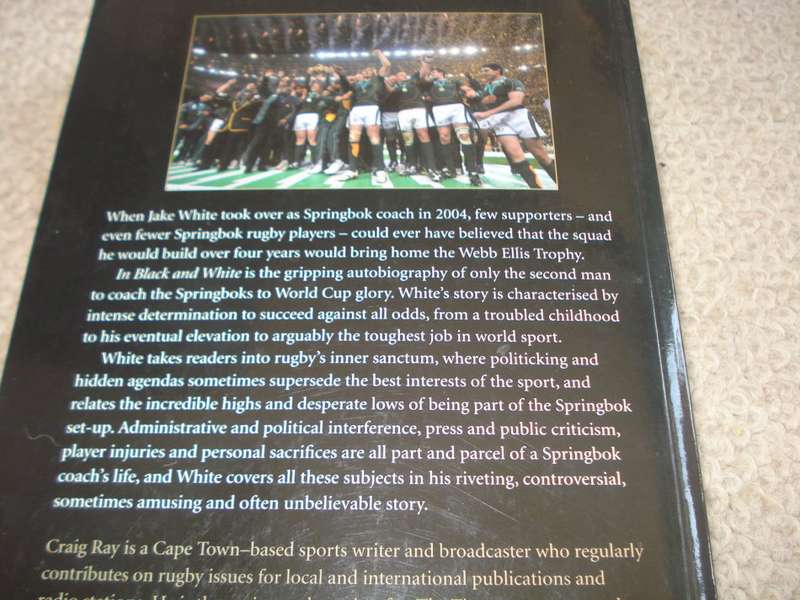 When Jake White took over as Springbok coach in 2004, few supporters – and
even fewer Springbok rugby players – could ever have believed that the squad
he would build over four years would bring home the Webb Ellis Trophy.
In Black and White is the gripping autobiography of only the second man
to coach the Springboks to World Cup glory. White's story is characterised by
intense determination to succeed against all odds, from a troubled childhood
to his eventual elevation to arguably the toughest job in world sport.
White takes readers into rugby's inner sanctum, where politicking and
hidden agendas sometimes supersede the best interests of the sport, and
relates the incredible highs and desperate lows of being part of the Springbok
set-up. Administrative and political interference, press and public criticism,
player injuries and personal sacrifices are all part and parcel of a Springbok
coach's life, and White covers all these subjects in his riveting, controversial,
sometimes amusing and often unbelievable story.
Craig Ray is a Cape Town–based sports writer and broadcaster who regularly
contributes on rugby issues for local and international publications and
radio stations. He is the